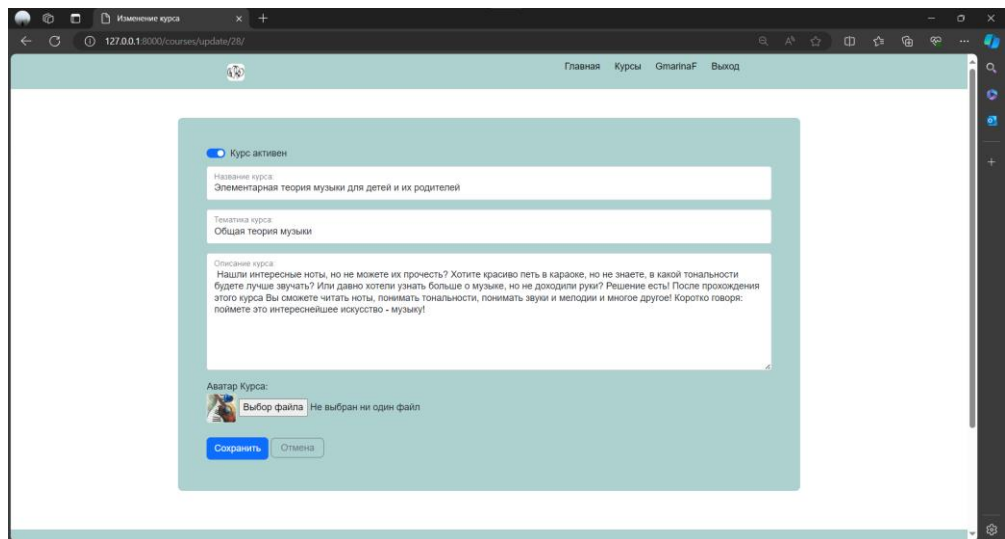 Изменение курса
127.0.0.1:8000/courses/update/28/
Главная Курсы GmarinaF Выход
Курс активен
Название курса:
Элементарная теория музыки для детей и их родителей
Тематика курса:
Общая теория музыки
Описание курса:
Нашли интересные ноты, но не можете их прочесть? Хотите красиво петь в караоке, но не знаете, в какой тональности
будете лучше звучать? Или давно хотели узнать больше о музыке, но не доходили руки? Решение есть! После прохождения
этого курса Вы сможете читать ноты, понимать тональности, понимать звуки и мелодии и многое другое! Коротко говоря:
поймете это интереснейшее искусство - музыку!
Аватар Курса:
Выбор файла Не выбран ни один файл
Сохранить Отмена